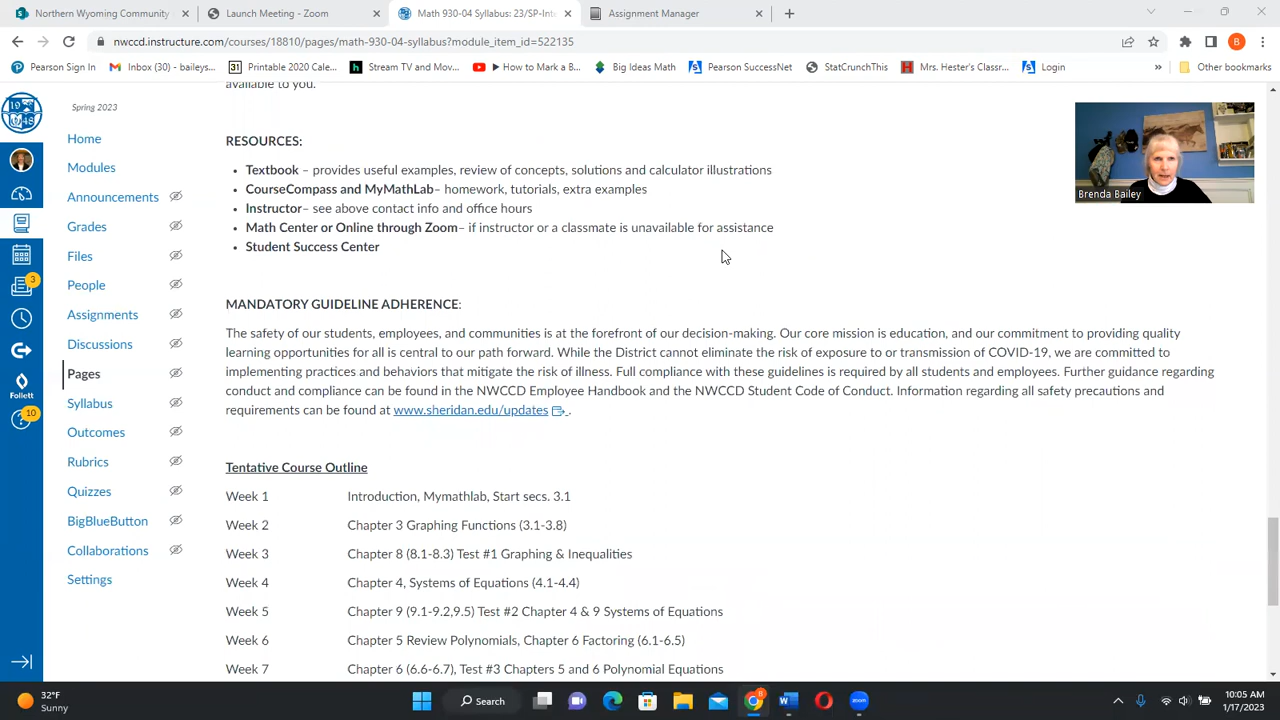 Northern Wyoming Community
Launch Meeting - Zoom
Math 930-04 Syllabus: 23/SP-Inte
Assignment Manager
nwccd.instructure.com/courses/18810/pages/math-930-04-syllabus?module_item_id=522135
B
Pearson Sign In
Inbox (30) - baileys...
31 Printable 2020 Cale...
h Stream TV and Mov...
► How to Mark a B...
Big Ideas Math
Pearson SuccessNet
StatCrunchThis
H Mrs. Hester's Classr...
Login
»
Other bookmarks
available to you.
Spring 2023
19 48
Home
Modules
Announcements
Grades
Files
People
Assignments
Discussions
Pages
Syllabus
Outcomes
Rubrics
Quizzes
BigBlueButton
Collaborations
Settings
3
Follett
10
RESOURCES:
• Textbook – provides useful examples, review of concepts, solutions and calculator illustrations
• CourseCompass and MyMathLab– homework, tutorials, extra examples
• Instructor– see above contact info and office hours
• Math Center or Online through Zoom– if instructor or a classmate is unavailable for assistance
• Student Success Center
Brenda Bailey
MANDATORY GUIDELINE ADHERENCE:
The safety of our students, employees, and communities is at the forefront of our decision-making. Our core mission is education, and our commitment to providing quality
learning opportunities for all is central to our path forward. While the District cannot eliminate the risk of exposure to or transmission of COVID-19, we are committed to
implementing practices and behaviors that mitigate the risk of illness. Full compliance with these guidelines is required by all students and employees. Further guidance regarding
conduct and compliance can be found in the NWCCD Employee Handbook and the NWCCD Student Code of Conduct. Information regarding all safety precautions and
requirements can be found at www.sheridan.edu/updates .
Tentative Course Outline
Week 1 Introduction, Mymathlab, Start secs. 3.1
Week 2 Chapter 3 Graphing Functions (3.1-3.8)
Week 3 Chapter 8 (8.1-8.3) Test #1 Graphing & Inequalities
Week 4 Chapter 4, Systems of Equations (4.1-4.4)
Week 5 Chapter 9 (9.1-9.2,9.5) Test #2 Chapter 4 & 9 Systems of Equations
Week 6 Chapter 5 Review Polynomials, Chapter 6 Factoring (6.1-6.5)
Week 7 Chapter 6 (6.6-6.7), Test #3 Chapters 5 and 6 Polynomial Equations
32°F
Sunny
Search
zoom
10:05 AM
1/17/2023